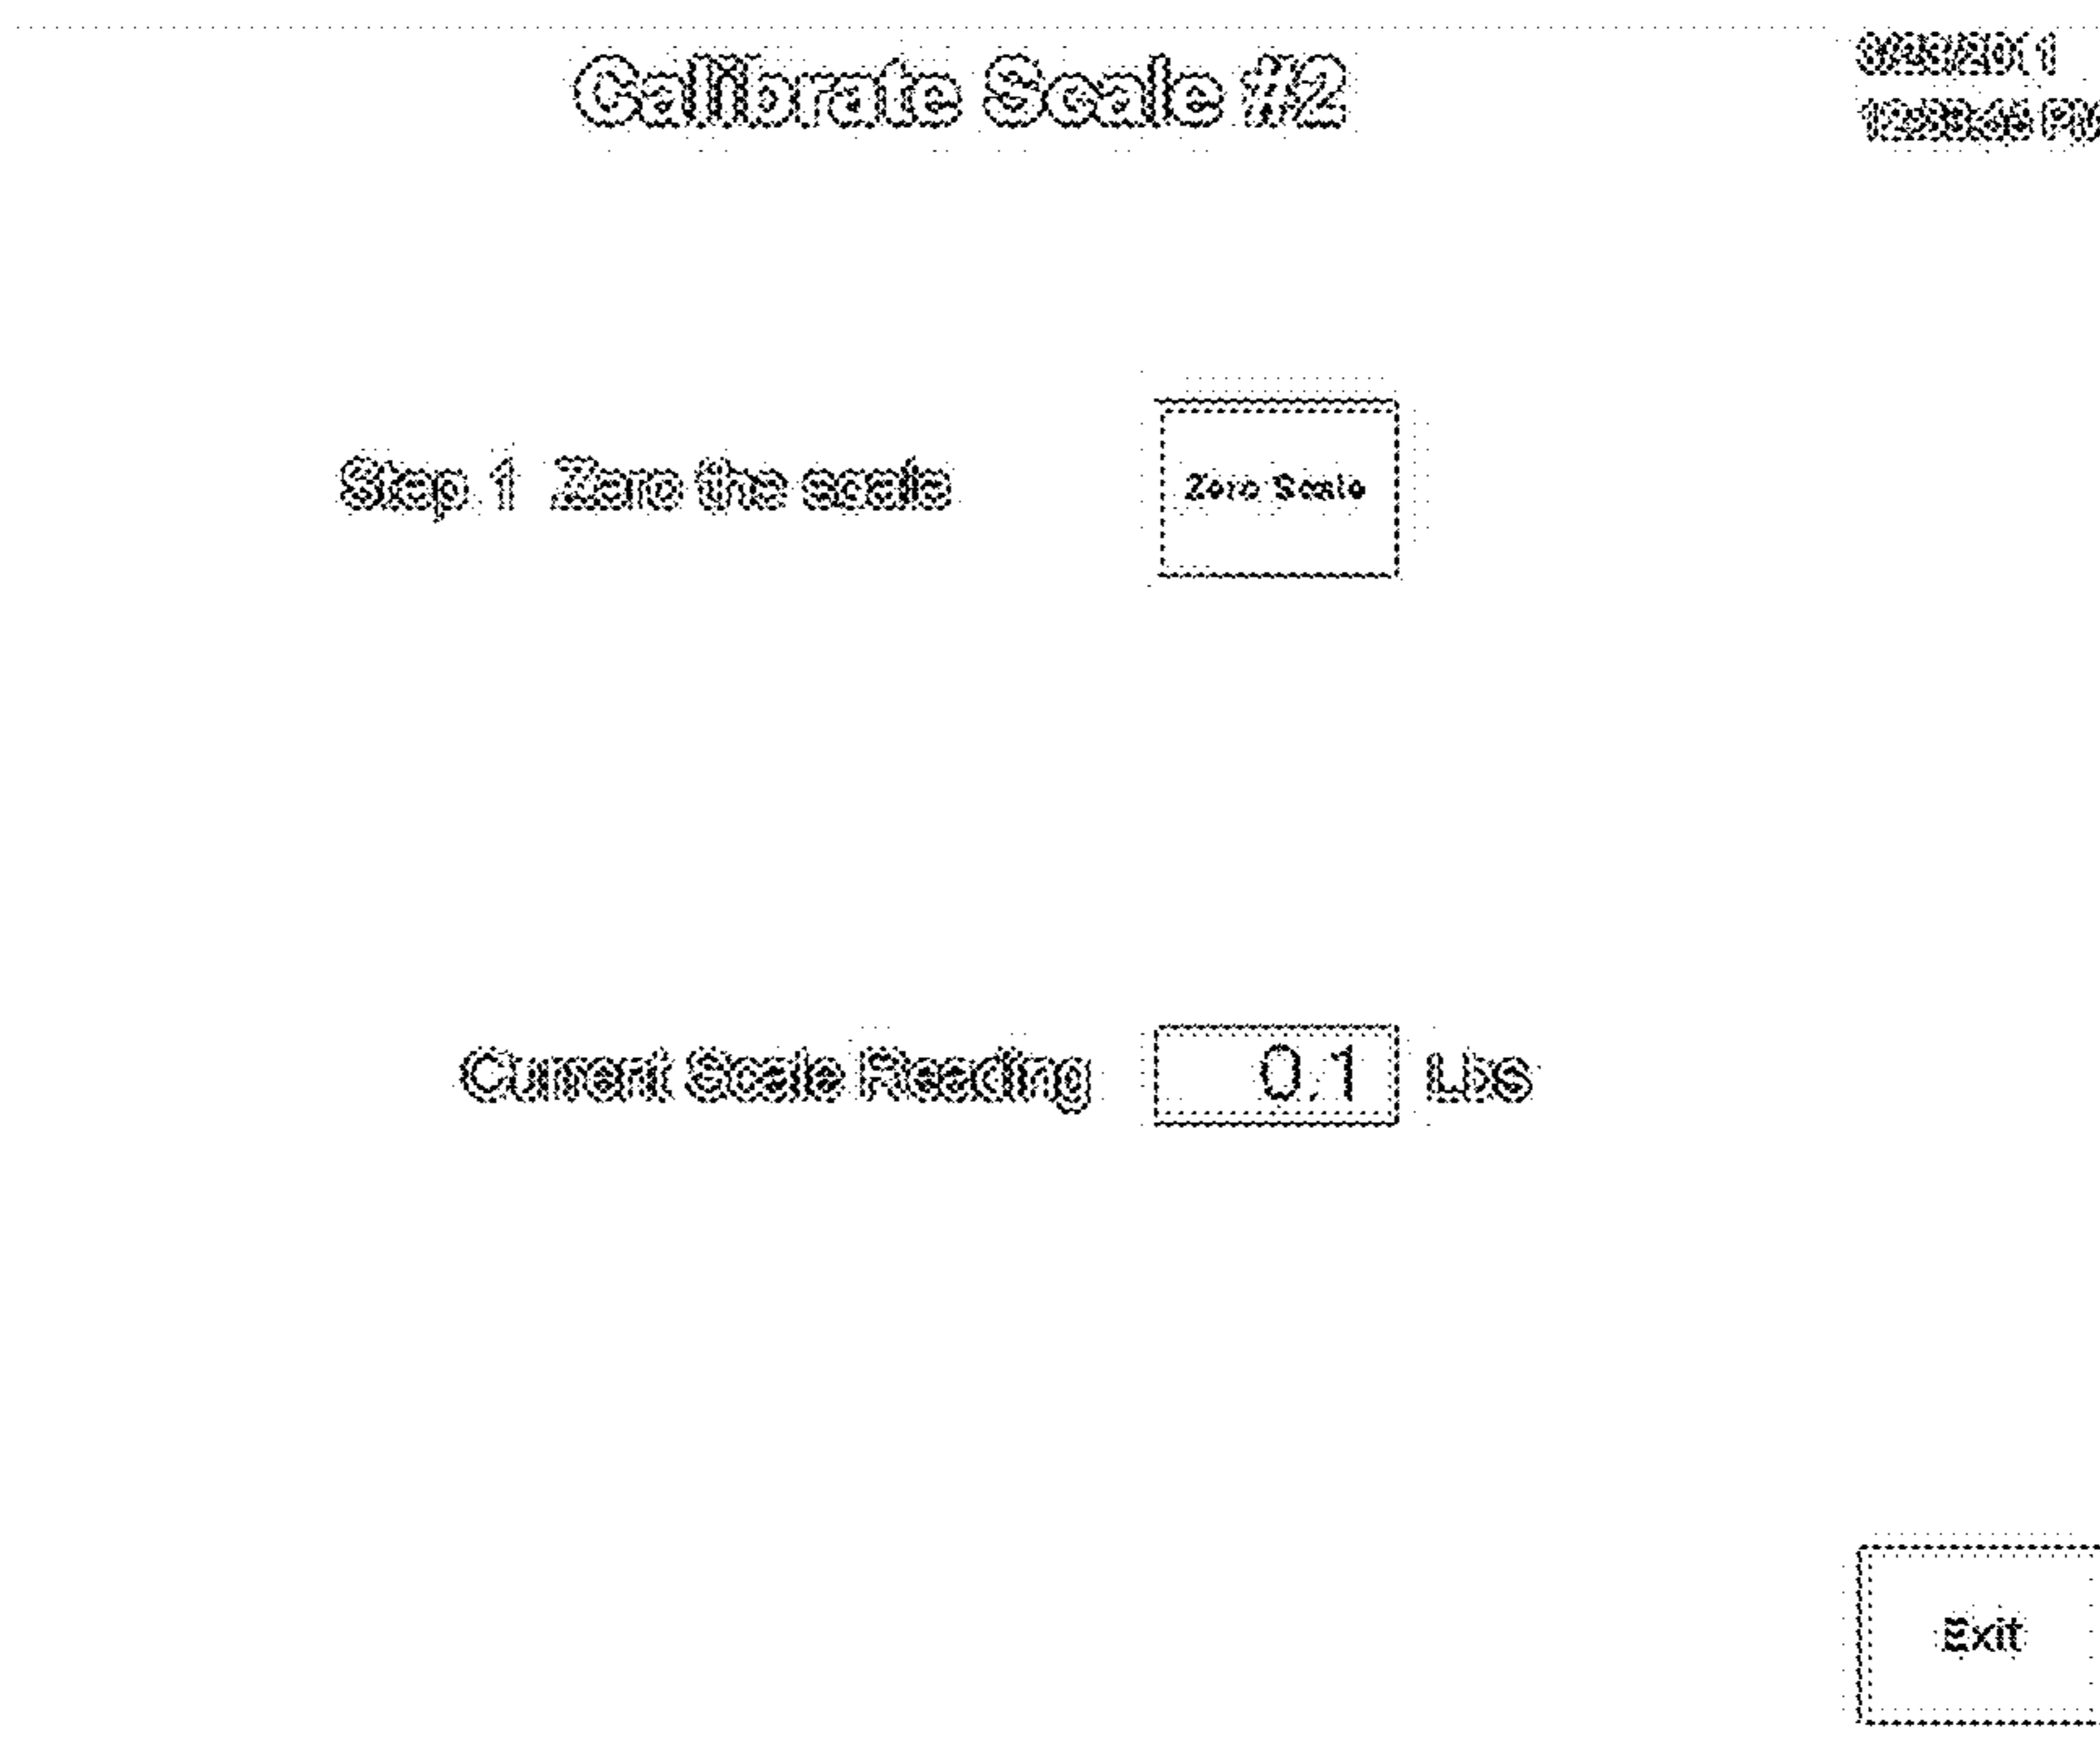 Calibrate Scale #2
Step 1 Zero the scale
Zero Scale
Current Scale Reading 0.1 Lbs
Exit